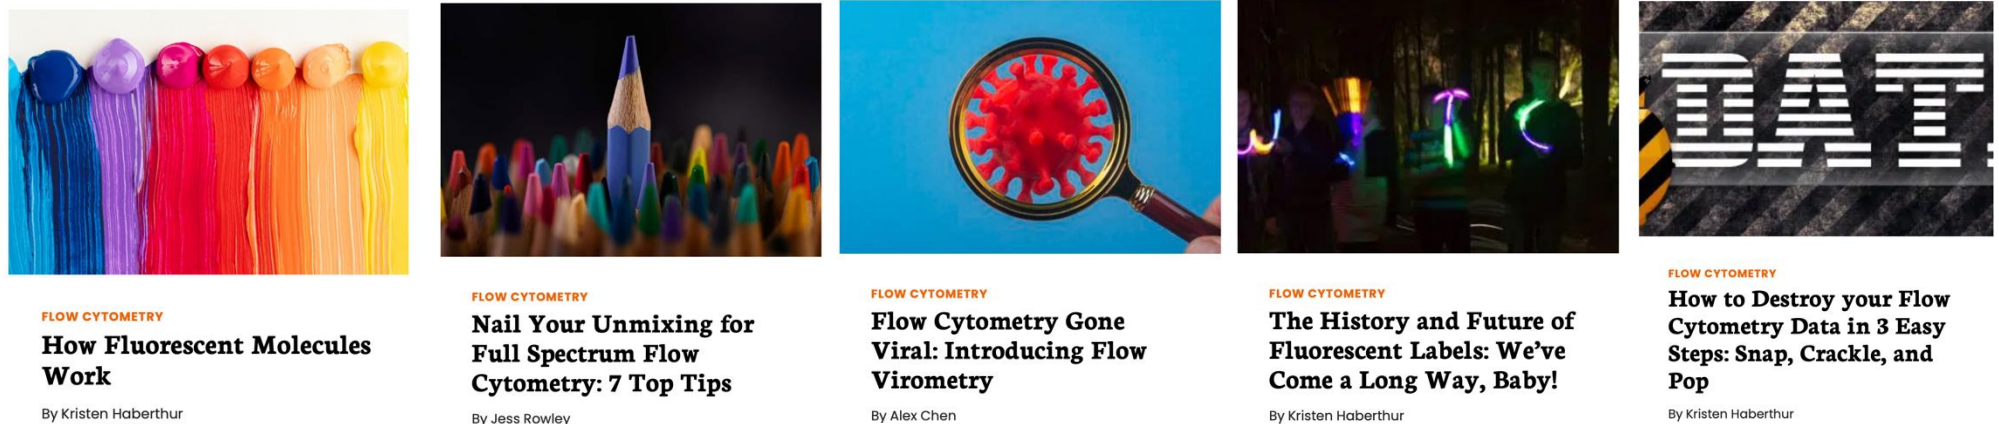 FLOW CYTOMETRY
How Fluorescent Molecules
Work
By Kristen Haberthur
FLOW CYTOMETRY
Nail Your Unmixing for
Full Spectrum Flow
Cytometry: 7 Top Tips
By Jess Rowley
FLOW CYTOMETRY
Flow Cytometry Gone
Viral: Introducing Flow
Virometry
By Alex Chen
FLOW CYTOMETRY
The History and Future of
Fluorescent Labels: We’ve
Come a Long Way, Baby!
By Kristen Haberthur
DAT
FLOW CYTOMETRY
How to Destroy your Flow
Cytometry Data in 3 Easy
Steps: Snap, Crackle, and
Pop
By Kristen Haberthur